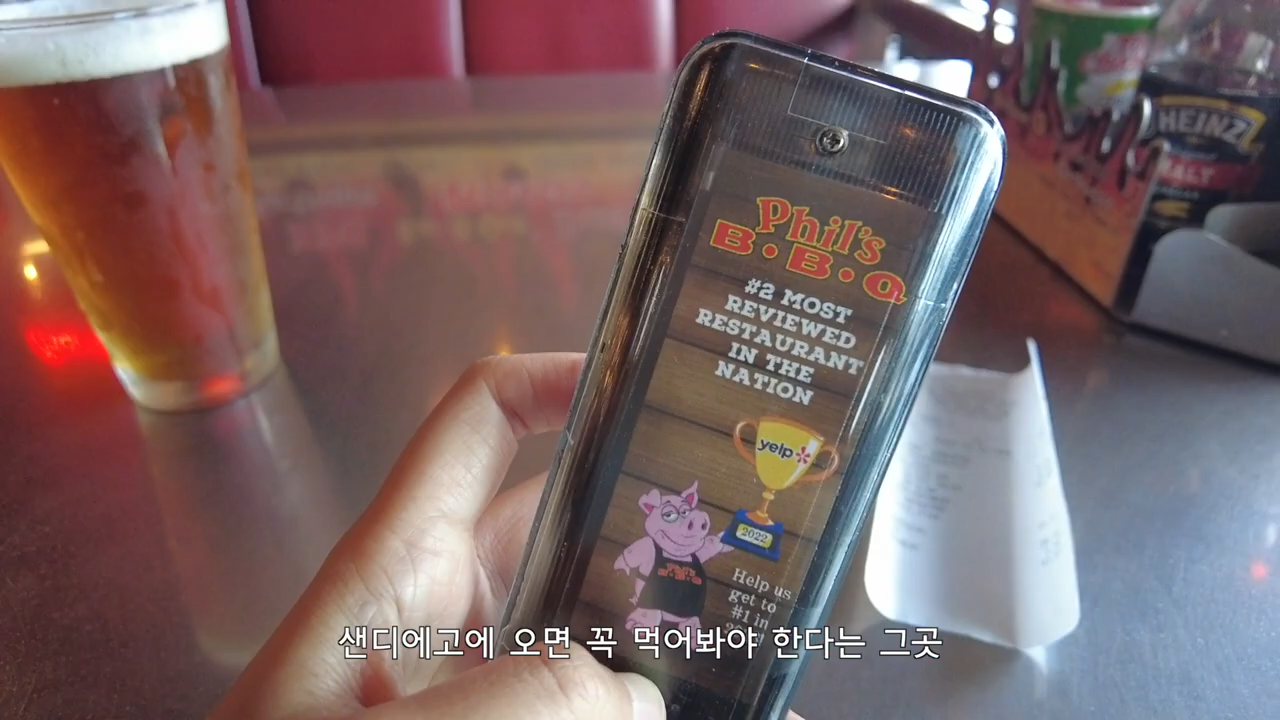 Phil's
B•B•Q
#2 MOST
REVIEWED
RESTAURANT
IN THE
NATION
yelp
2022
Help us
get to
#1 in
HEINZ
MALT
샌디에고에 오면 꼭 먹어봐야 한다는 그곳